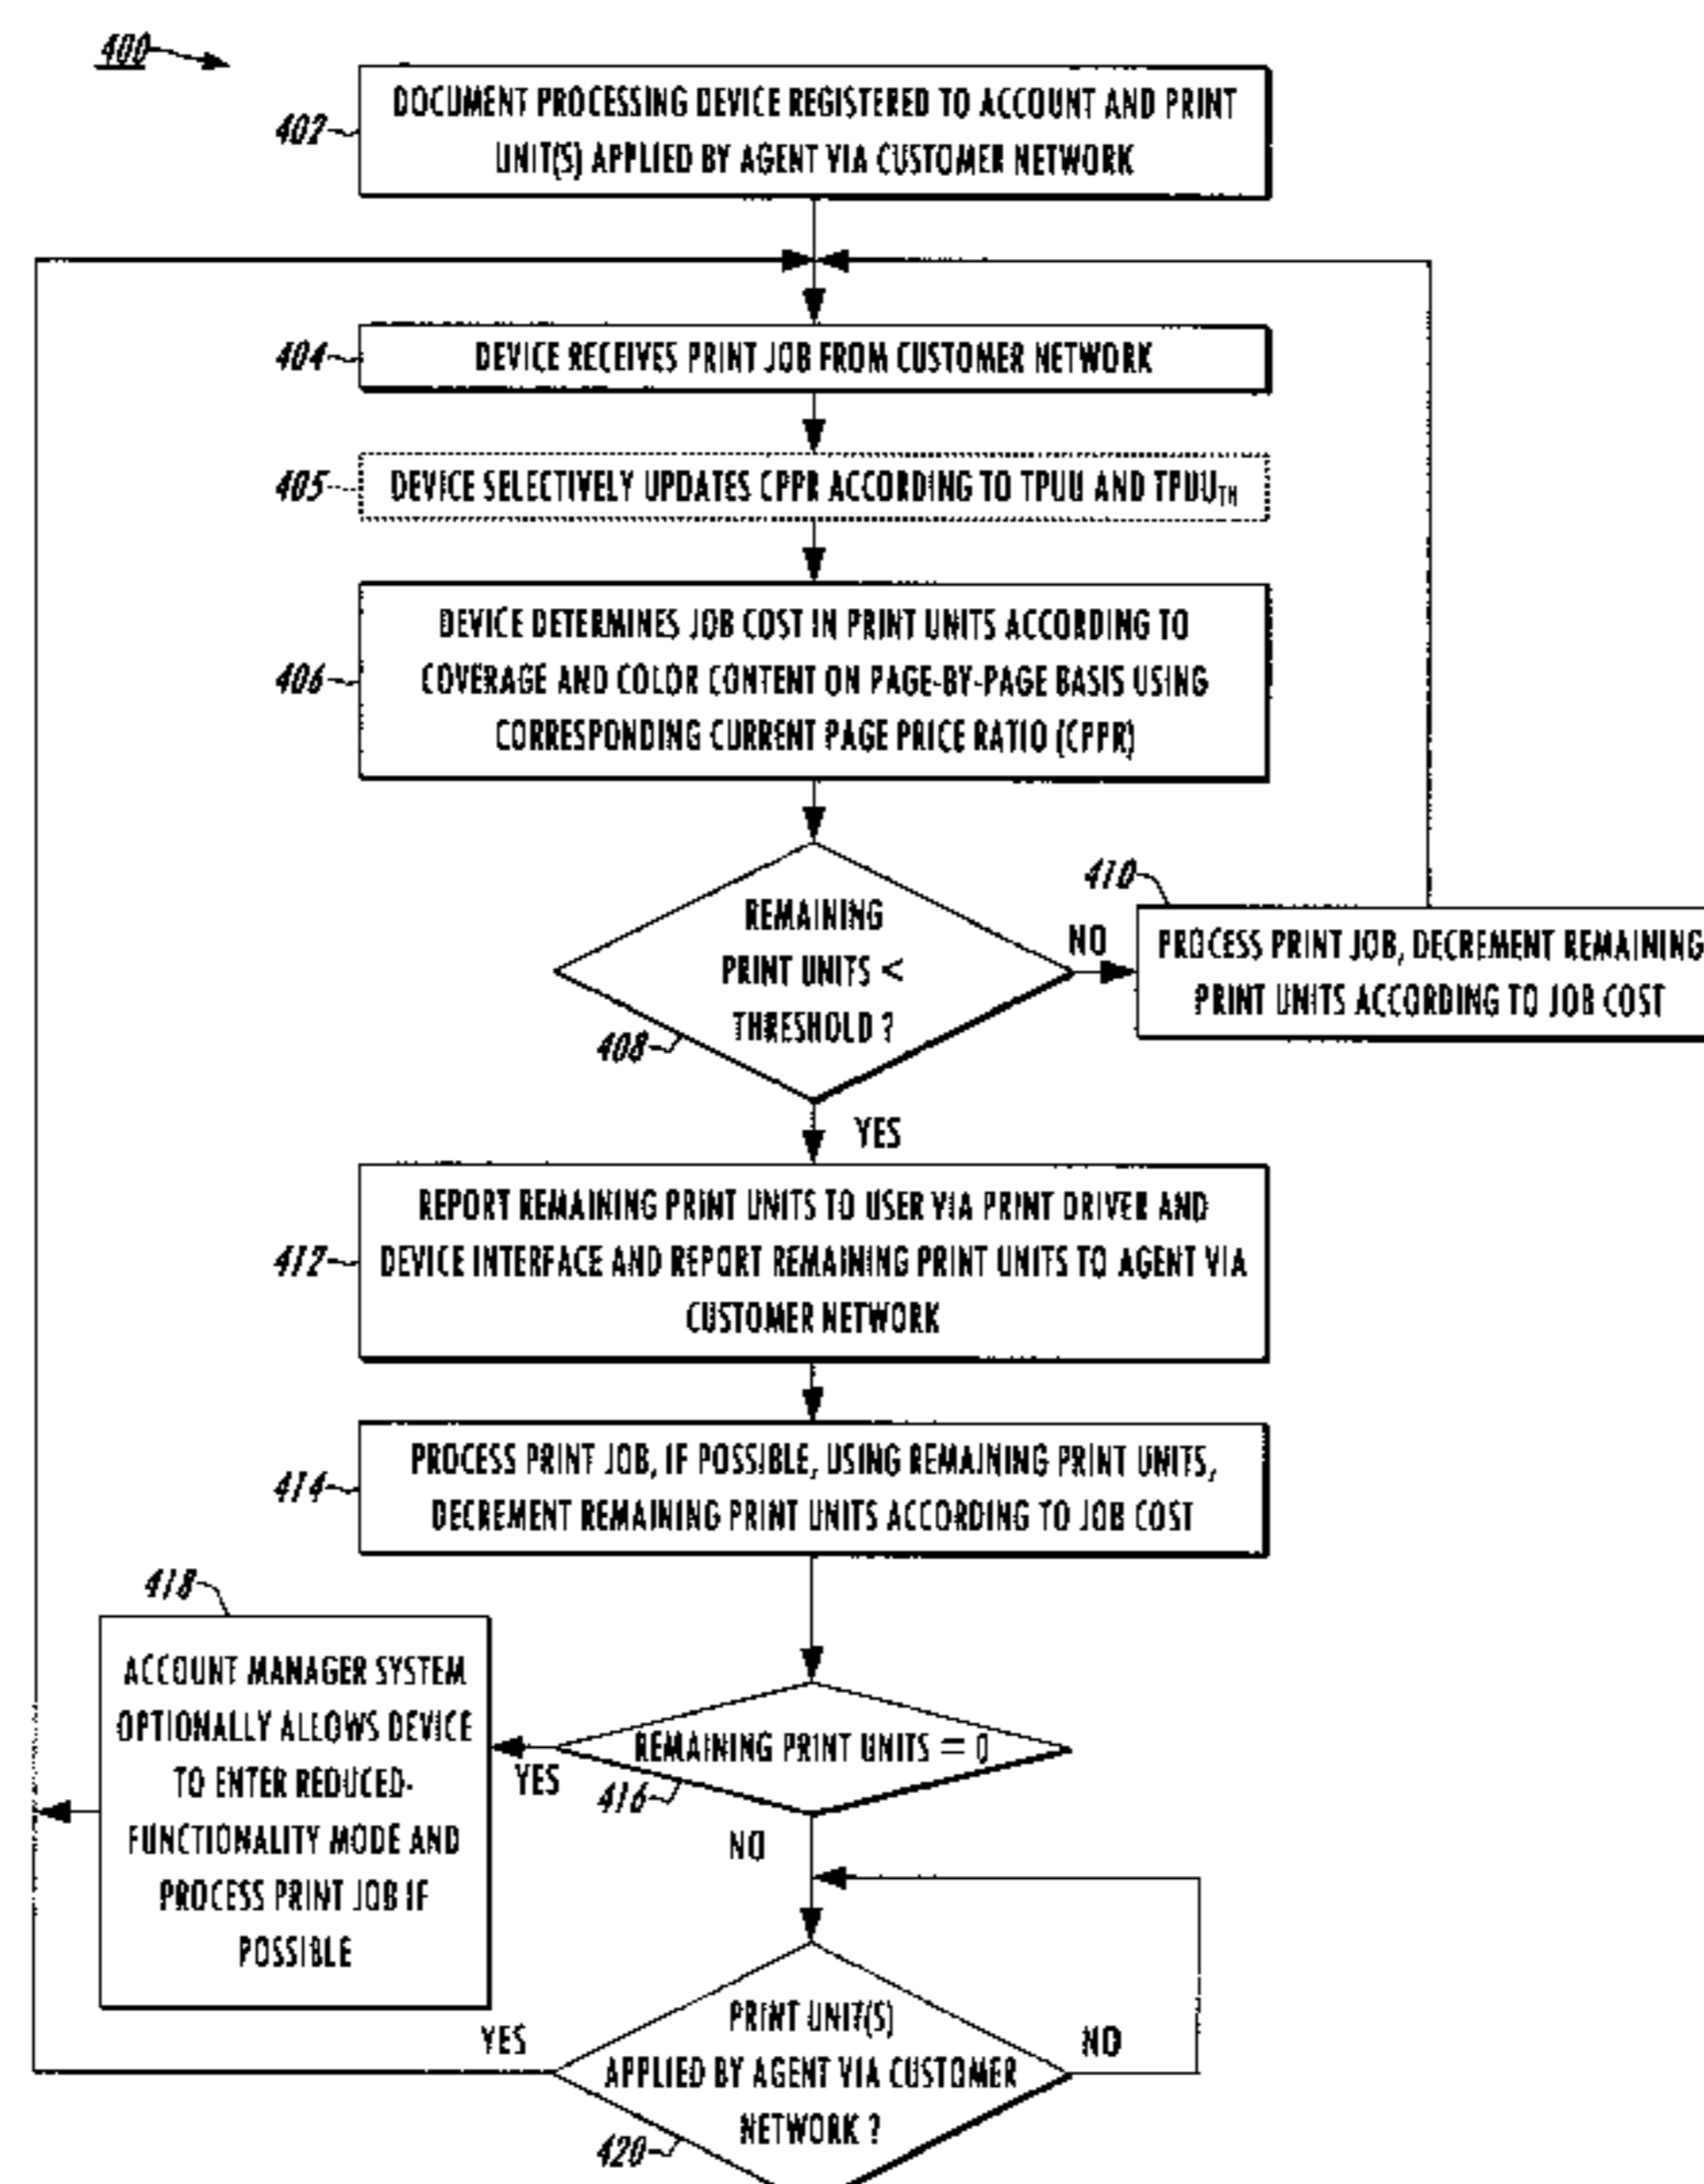 400
402
DOCUMENT PROCESSING DEVICE REGISTERED TO ACCOUNT AND PRINT
UNIT(S) APPLIED BY AGENT VIA CUSTOMER NETWORK
404
DEVICE RECEIVES PRINT JOB FROM CUSTOMER NETWORK
405
DEVICE SELECTIVELY UPDATES CPPR ACCORDING TO TPUU AND TPUUTH
406
DEVICE DETERMINES JOB COST IN PRINT UNITS ACCORDING TO
COVERAGE AND COLOR CONTENT ON PAGE-BY-PAGE BASIS USING
CORRESPONDING CURRENT PAGE PRICE RATIO (CPPR)
REMAINING
PRINT UNITS <
THRESHOLD ?
408
NO
410
PROCESS PRINT JOB, DECREMENT REMAINING
PRINT UNITS ACCORDING TO JOB COST
YES
412
REPORT REMAINING PRINT UNITS TO USER VIA PRINT DRIVER AND
DEVICE INTERFACE AND REPORT REMAINING PRINT UNITS TO AGENT VIA
CUSTOMER NETWORK
414
PROCESS PRINT JOB, IF POSSIBLE, USING REMAINING PRINT UNITS,
DECREMENT REMAINING PRINT UNITS ACCORDING TO JOB COST
REMAINING PRINT UNITS = 0
416
YES
418
ACCOUNT MANAGER SYSTEM
OPTIONALLY ALLOWS DEVICE
TO ENTER REDUCED-
FUNCTIONALITY MODE AND
PROCESS PRINT JOB IF
POSSIBLE
NO
PRINT UNIT(S)
APPLIED BY AGENT VIA CUSTOMER
NETWORK ?
420
YES
NO